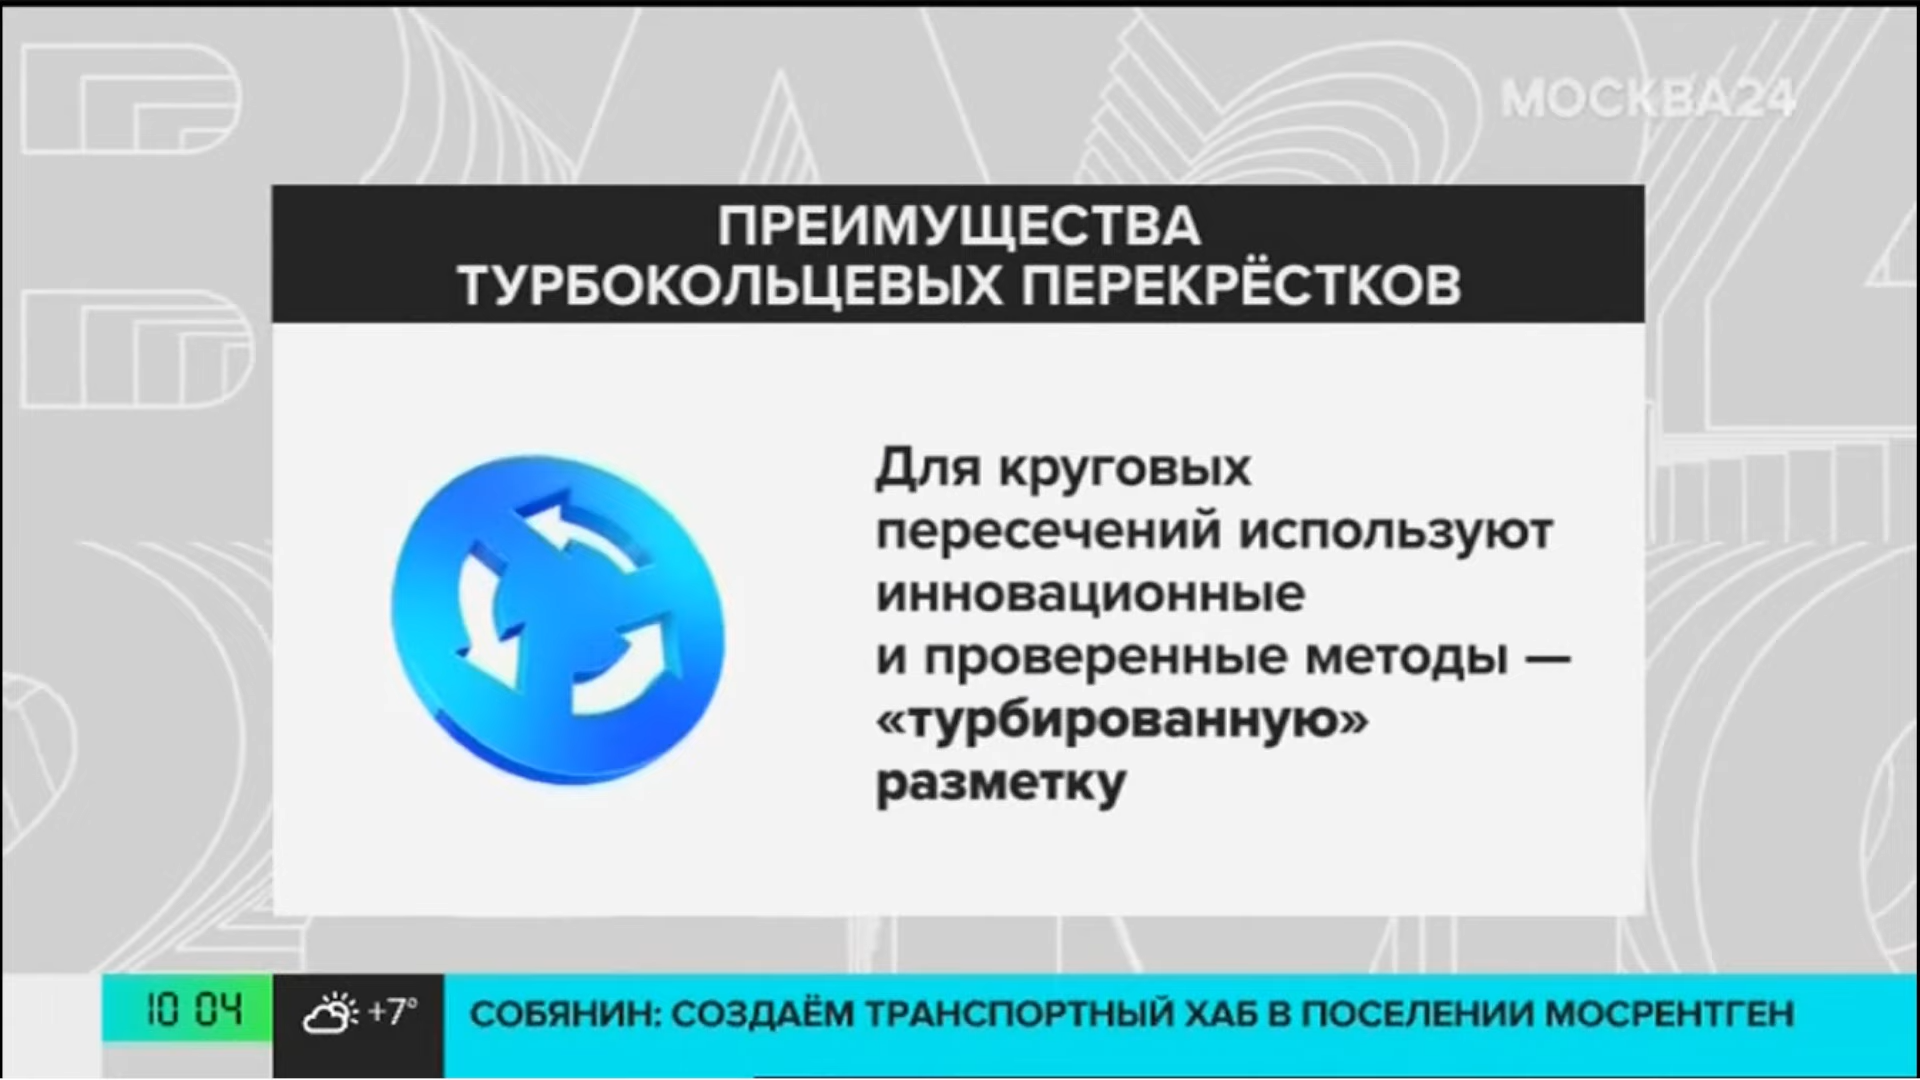 МОСКВА24
ПРЕИМУЩЕСТВА
ТУРБОКОЛЬЦЕВЫХ ПЕРЕКРЁСТКОВ
Для круговых
пересечений используют
инновационные
и проверенные методы —
«турбированную»
разметку
10 04
+7°
СОБЯНИН: СОЗДАЁМ ТРАНСПОРТНЫЙ ХАБ В ПОСЕЛЕНИИ МОСРЕНТГЕН